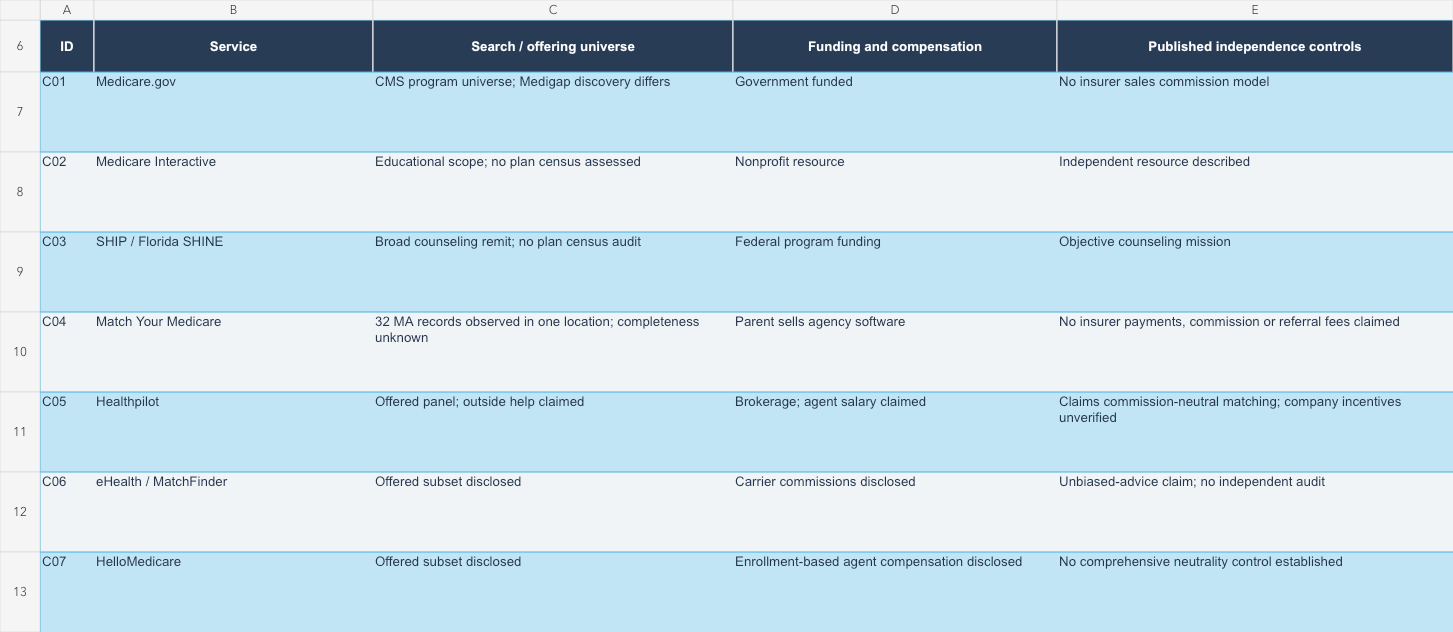 A B C D E
6 ID Service Search / offering universe Funding and compensation Published independence controls
7 C01 Medicare.gov CMS program universe; Medigap discovery differs Government funded No insurer sales commission model
8 C02 Medicare Interactive Educational scope; no plan census assessed Nonprofit resource Independent resource described
9 C03 SHIP / Florida SHINE Broad counseling remit; no plan census audit Federal program funding Objective counseling mission
10 C04 Match Your Medicare 32 MA records observed in one location; completeness Parent sells agency software No insurer payments, commission or referral fees claimed
unknown
11 C05 Healthpilot Offered panel; outside help claimed Brokerage; agent salary claimed Claims commission-neutral matching; company incentives
unverified
12 C06 eHealth / MatchFinder Offered subset disclosed Carrier commissions disclosed Unbiased-advice claim; no independent audit
13 C07 HelloMedicare Offered subset disclosed Enrollment-based agent compensation disclosed No comprehensive neutrality control established